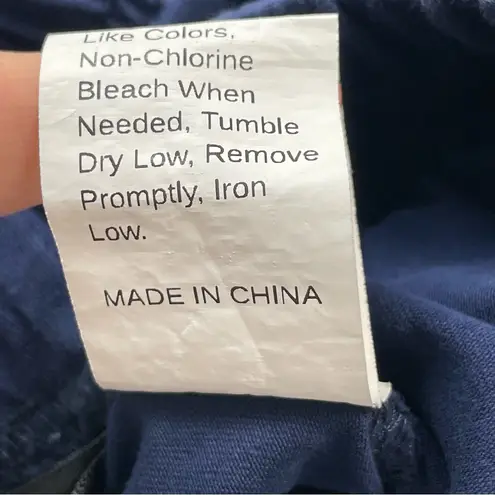 Like Colors,
Non-Chlorine
Bleach When
Needed, Tumble
Dry Low, Remove
Promptly, Iron
Low.
MADE IN CHINA